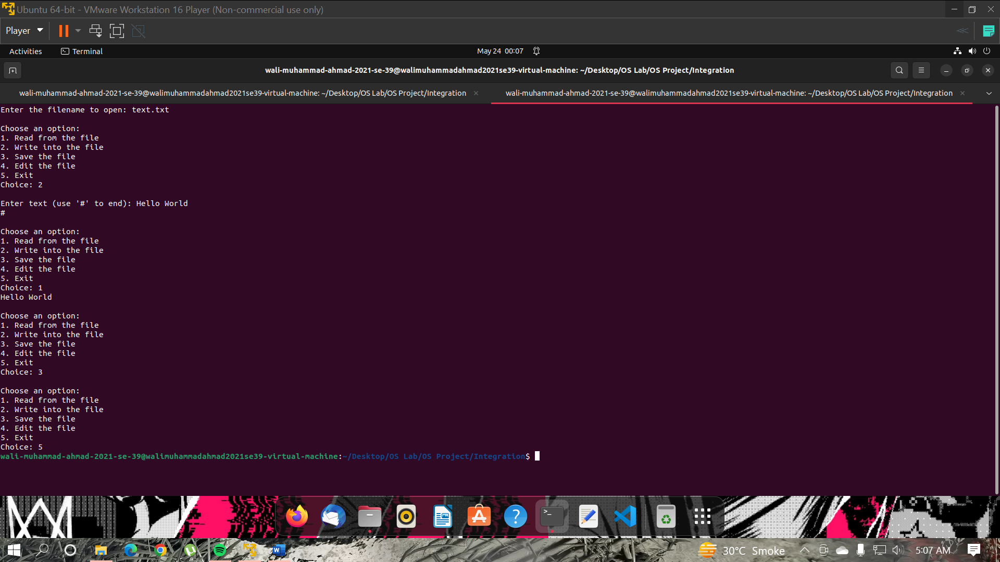 Ubuntu 64-bit - VMware Workstation 16 Player (Non-commercial use only)
Player
Activities
Terminal
May 24 00:07
wali-muhammad-ahmad-2021-se-39@walimuhammadahmad2021se39-virtual-machine: ~/Desktop/OS Lab/OS Project/Integration
wali-muhammad-ahmad-2021-se-39@walimuhammadahmad2021se39-virtual-machine: ~/Desktop/OS Lab/OS Project/Integration
wali-muhammad-ahmad-2021-se-39@walimuhammadahmad2021se39-virtual-machine: ~/Desktop/OS Lab/OS Project/Integration
Enter the filename to open: text.txt
Choose an option:
1. Read from the file
2. Write into the file
3. Save the file
4. Edit the file
5. Exit
Choice: 2
Enter text (use '#' to end): Hello World
#
Choose an option:
1. Read from the file
2. Write into the file
3. Save the file
4. Edit the file
5. Exit
Choice: 1
Hello World
Choose an option:
1. Read from the file
2. Write into the file
3. Save the file
4. Edit the file
5. Exit
Choice: 3
Choose an option:
1. Read from the file
2. Write into the file
3. Save the file
4. Edit the file
5. Exit
Choice: 5
wali-muhammad-ahmad-2021-se-39@walimuhammadahmad2021se39-virtual-machine:~/Desktop/OS Lab/OS Project/Integration$
30°C Smoke
5:07 AM